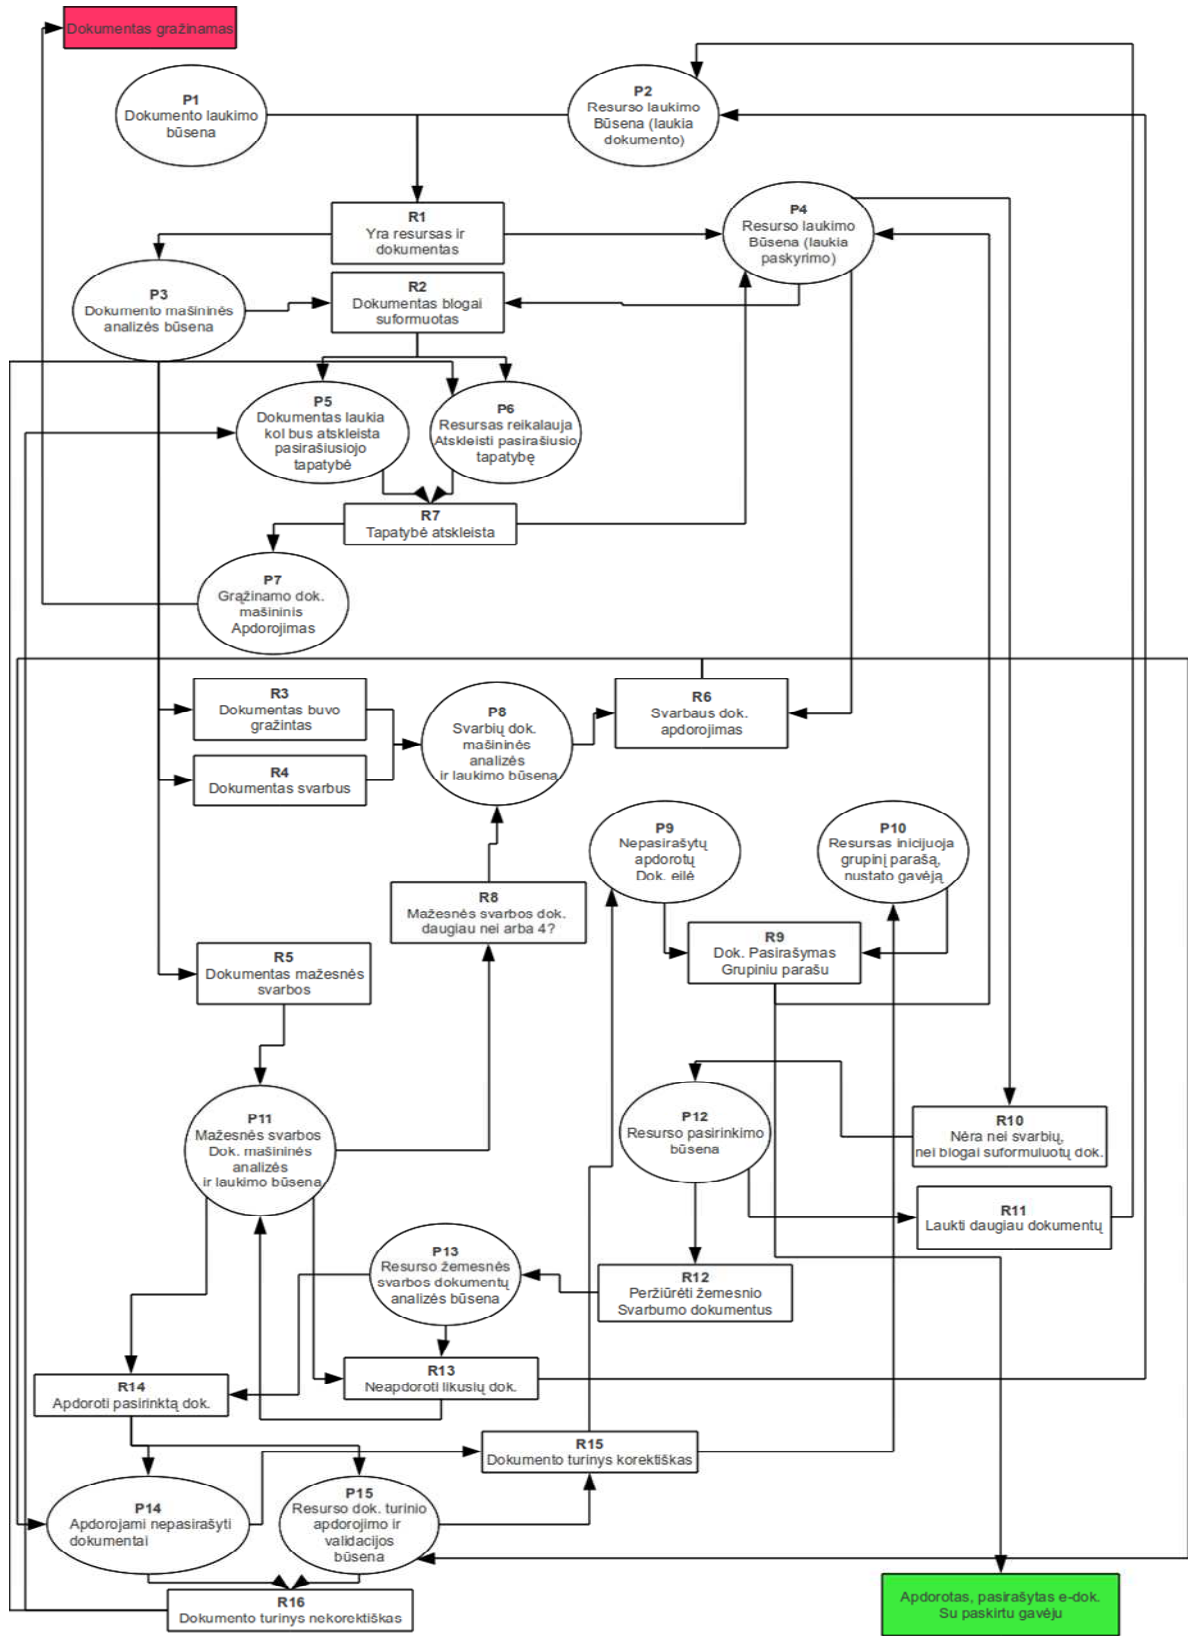 Dokumentas gražinamas
P1
Dokumento laukimo
būsena
P2
Resurso laukimo
Būsena (laukia
dokumento)
R1
Yra resursas ir
dokumentas
P4
Resurso laukimo
Būsena (laukia
paskyrimo)
P3
Dokumento mašininės
analizės būsena
R2
Dokumentas blogai
suformuotas
P5
Dokumentas laukia
kol bus atskleista
pasirašiusiojo
tapatybė
P6
Resursas reikalauja
Atskleisti pasirašiusio
tapatybę
R7
Tapatybė atskleista
P7
Grąžinamo dok.
mašininis
Apdorojimas
R3
Dokumentas buvo
gražintas
P8
Svarbių dok.
mašininės
analizės
ir laukimo būsena
R6
Svarbaus dok.
apdorojimas
R4
Dokumentas svarbus
P9
Nepasirašytų
apdorotų
Dok. eilė
P10
Resursas inicijuoja
grupinį parašą,
nustato gavėją
R8
Mažesnės svarbos dok.
daugiau nei arba 4?
R9
Dok. Pasirašymas
Grupiniu parašu
R5
Dokumentas mažesnės
svarbos
P11
Mažesnės svarbos
Dok. mašininės
analizės
ir laukimo būsena
P12
Resurso pasirinkimo
būsena
R10
Nėra nei svarbių,
nei blogai suformuluotų dok.
R11
Laukti daugiau dokumentų
P13
Resurso žemesnės
svarbos dokumentų
analizės būsena
R12
Peržiūrėti žemesnio
Svarbumo dokumentus
R13
Neapdoroti likusių dok.
R14
Apdoroti pasirinktą dok.
R15
Dokumento turinys korektiškas
P14
Apdorojami nepasirašyti
dokumentai
P15
Resurso dok. turinio
apdorojimo ir
validacijos
būsena
R16
Dokumento turinys nekorektiškas
Apdorotas, pasirašytas e-dok.
Su paskirtu gavėju